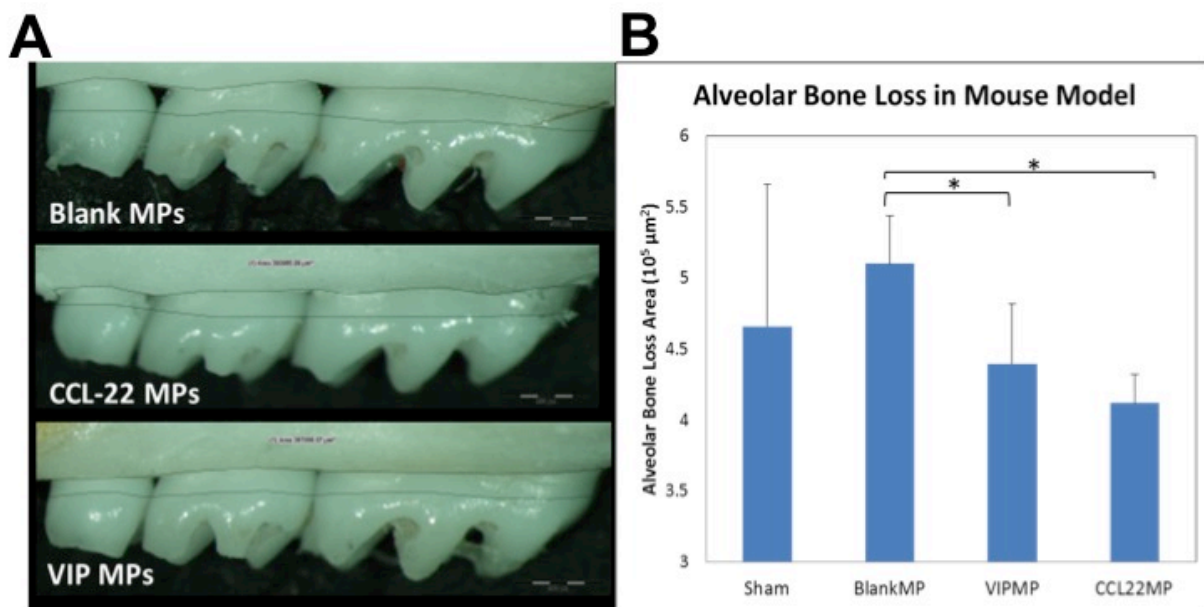 A
Blank MPs
CCL-22 MPs
VIP MPs
B
Alveolar Bone Loss in Mouse Model
Alveolar Bone Loss Area (10⁵ µm²)
6
5.5
5
4.5
4
3.5
3
*
*
Sham
BlankMP
VIPMP
CCL22MP